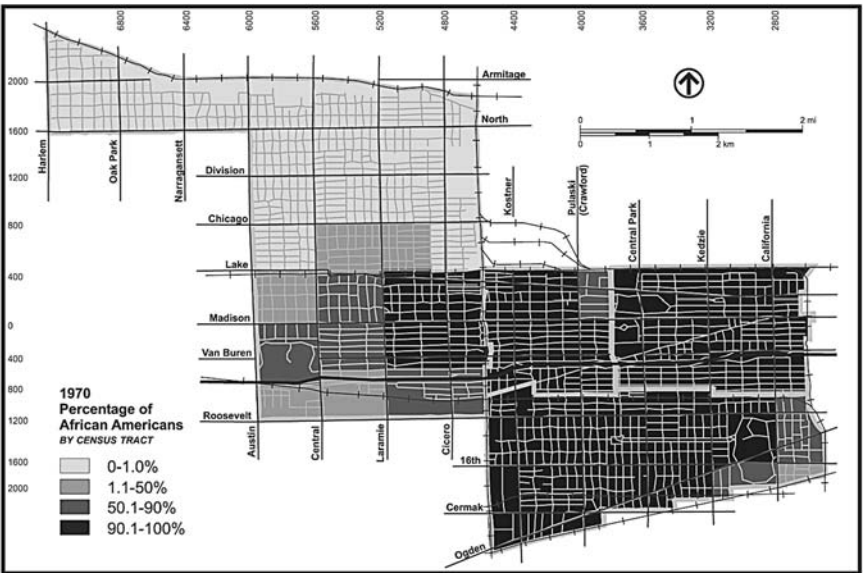 6800 6400 6000 5600 5200 4800 4400 4000 3600 3200 2800
2000
1600
1200
800
400
0
400
800
1200
1600
2000
Armitage
North
Division
Chicago
Lake
Madison
Van Buren
Roosevelt
16th
Cermak
Ogden
Harlem
Oak Park
Narragansett
Kostner
Pulaski
(Crawford)
Central Park
Kedzie
California
Austin
Central
Laramie
Cicero
0 1 2 mi
0 1 2 km
1970
Percentage of
African Americans
BY CENSUS TRACT
0-1.0%
1.1-50%
50.1-90%
90.1-100%